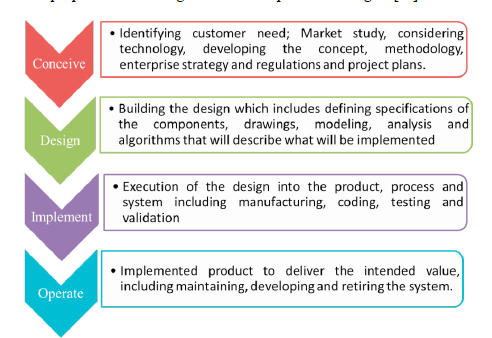 Conceive
• Identifying customer need; Market study, considering
technology, developing the concept, methodology,
enterprise strategy and regulations and project plans.
Design
• Building the design which includes defining specifications of
the components, drawings, modeling, analysis and
algorithms that will describe what will be implemented
Implement
• Execution of the design into the product, process and
system including manufacturing, coding, testing and
validation
Operate
• Implemented product to deliver the intended value,
including maintaining, developing and retiring the system.